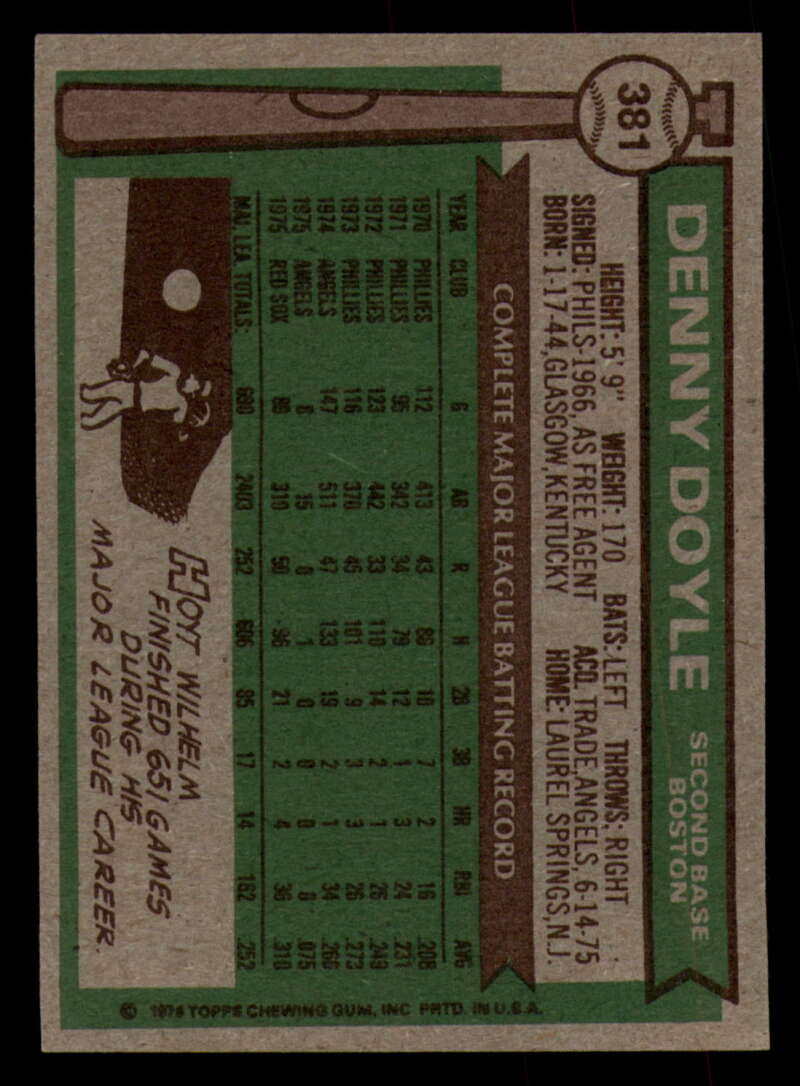 381
DENNY DOYLE SECOND BASE
BOSTON
HEIGHT: 5' 9" WEIGHT: 170 BATS: LEFT THROWS: RIGHT
SIGNED: PHILS-1966, AS FREE AGENT ACQ. TRADE, ANGELS, 6-14-75
BORN: 1-17-44, GLASGOW, KENTUCKY HOME: LAUREL SPRINGS, N.J.
COMPLETE MAJOR LEAGUE BATTING RECORD
YEAR CLUB G AB R H 2B 3B HR RBI AVG
1970 PHILLIES 112 413 43 86 10 7 2 16 .208
1971 PHILLIES 95 342 34 79 12 1 3 24 .231
1972 PHILLIES 123 442 33 110 14 2 1 26 .249
1973 PHILLIES 116 370 45 101 9 3 3 26 .273
1974 ANGELS 147 511 47 133 19 2 1 34 .260
1975 ANGELS 8 15 0 1 0 0 0 0 .075
1975 RED SOX 89 310 50 96 21 2 4 36 .310
MAJ. LEA. TOTALS: 690 2403 252 606 85 17 14 162 .252
HOYT WILHELM
FINISHED 651 GAMES
DURING HIS
MAJOR LEAGUE CAREER.
© 1976 TOPPS CHEWING GUM, INC PRTD. IN U.S.A.